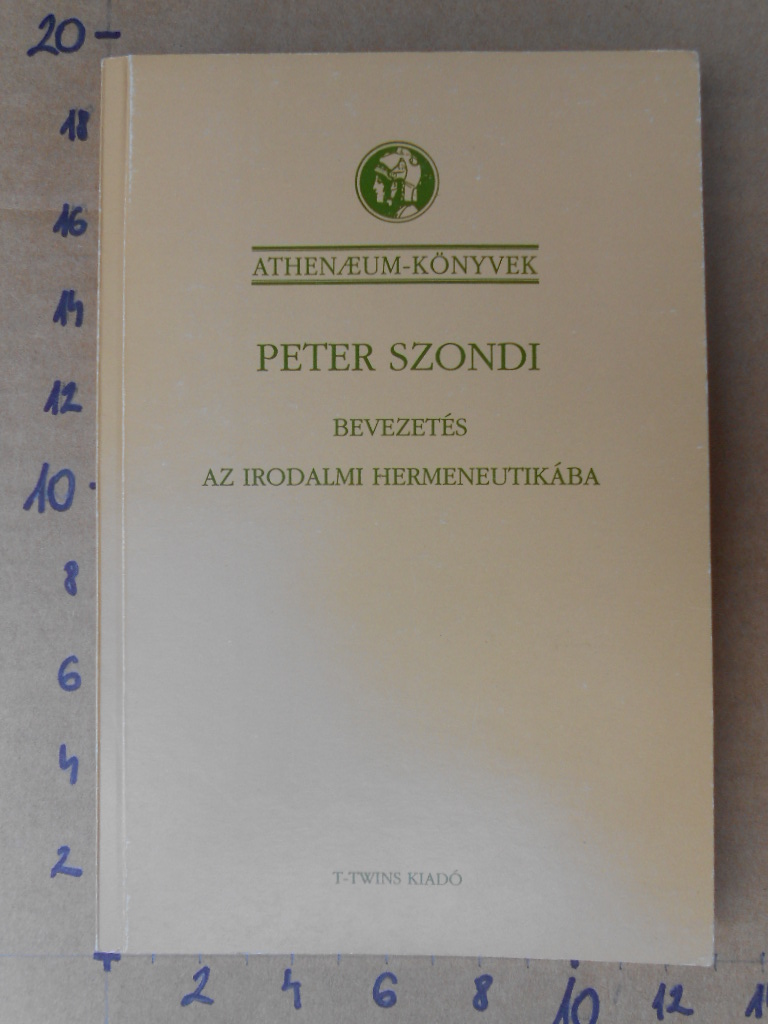 20
18
16
14
12
10
8
6
4
2
ATHENÆUM-KÖNYVEK
PETER SZONDI
BEVEZETÉS
AZ IRODALMI HERMENEUTIKÁBA
T-TWINS KIADÓ
2 4 6 8 10 12